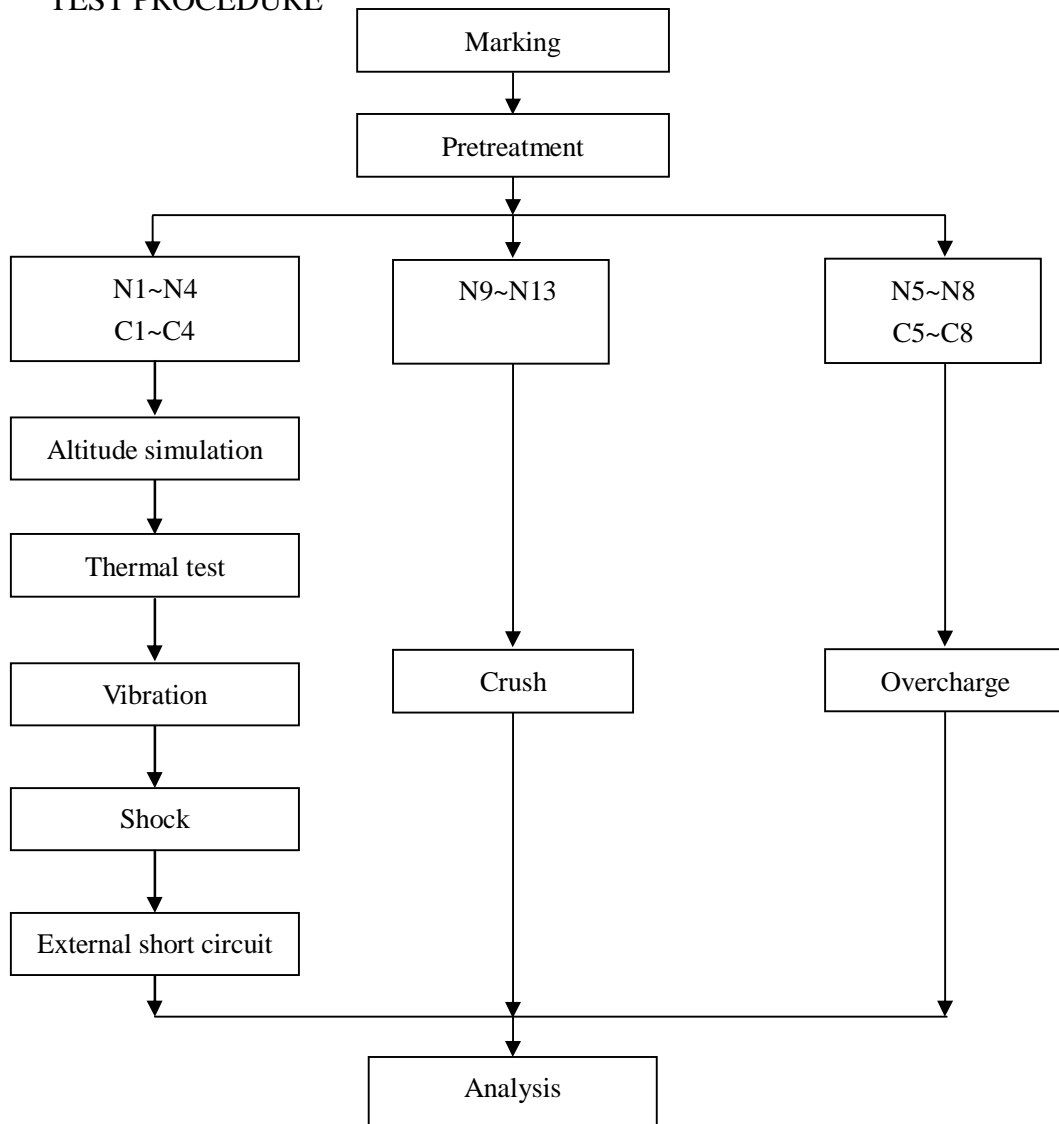 TEST PROCEDURE
Marking
Pretreatment
N1~N4
C1~C4
N9~N13
N5~N8
C5~C8
Altitude simulation
Thermal test
Vibration
Crush
Overcharge
Shock
External short circuit
Analysis